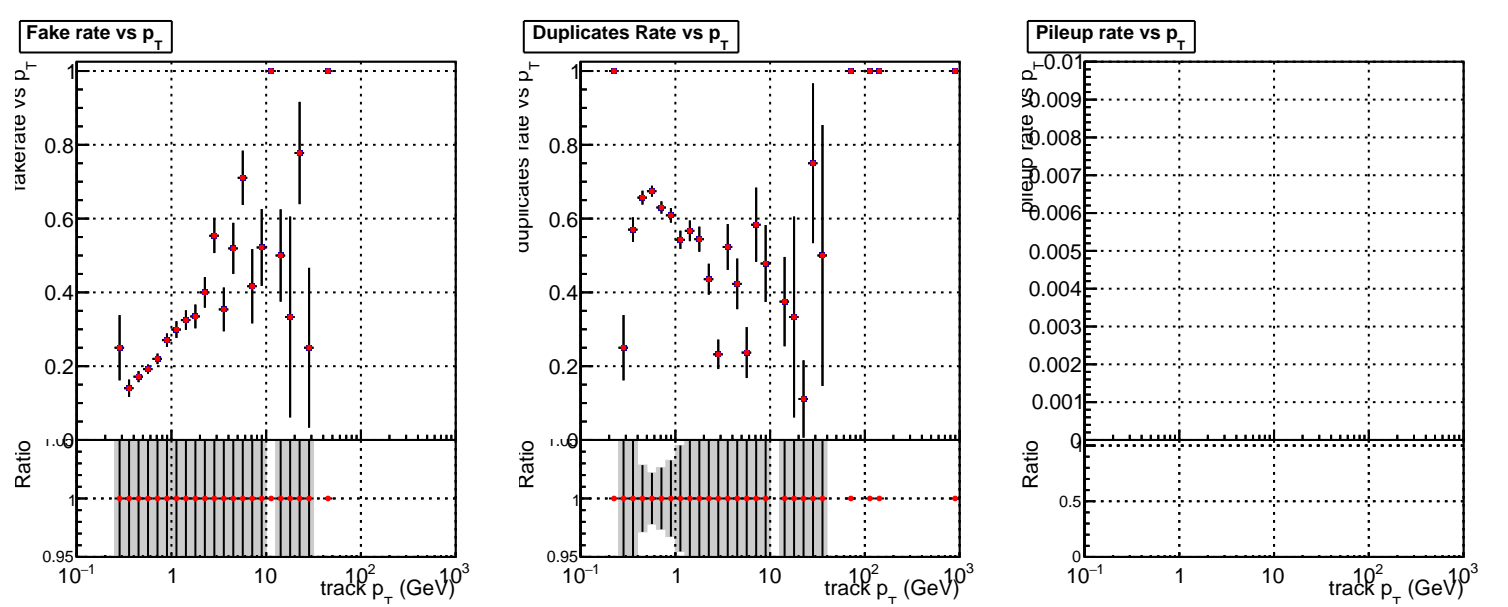 Fake rate vs p_T
fakerate vs p_T
1
0.8
0.6
0.4
0.2
Ratio
1
0.95
10^−1 1 10 10^2 10^3
track p_T (GeV)
Duplicates Rate vs p_T
duplicates rate vs p_T
1
0.8
0.6
0.4
0.2
Ratio
1
0.95
10^−1 1 10 10^2 10^3
track p_T (GeV)
Pileup rate vs p_T
pileup rate vs p_T
0.01
0.009
0.008
0.007
0.006
0.005
0.004
0.003
0.002
0.001
0
Ratio
1
0.5
0
10^−1 1 10 10^2 10^3
track p_T (GeV)